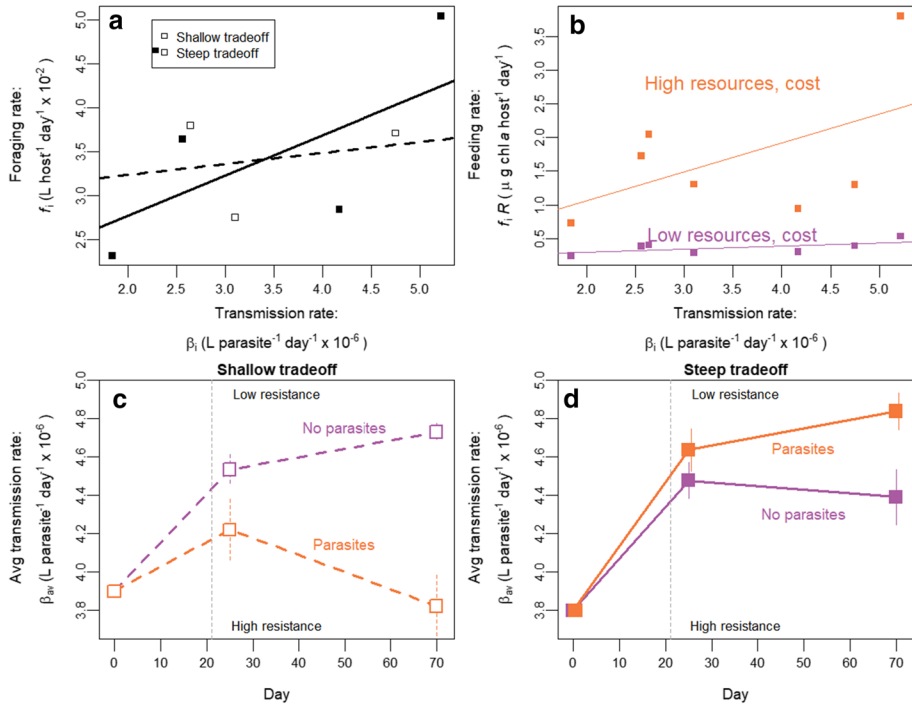 a
Shallow tradeoff
Steep tradeoff
5.0
4.5
4.0
3.5
3.0
2.5
Foraging rate:
fᵢ (L host⁻¹ day⁻¹ x 10⁻²)
2.0 2.5 3.0 3.5 4.0 4.5 5.0
Transmission rate:
βᵢ (L parasite⁻¹ day⁻¹ x 10⁻⁶)
b
High resources, cost
Low resources, cost
3.5
3.0
2.5
2.0
1.5
1.0
0.5
Feeding rate:
fᵢ R (μg chl a host⁻¹ day⁻¹)
2.0 2.5 3.0 3.5 4.0 4.5 5.0
Transmission rate:
βᵢ (L parasite⁻¹ day⁻¹ x 10⁻⁶)
Shallow tradeoff
c
Low resistance
No parasites
Parasites
High resistance
5.0
4.8
4.6
4.4
4.2
4.0
3.8
Avg transmission rate:
βav (L parasite⁻¹ day⁻¹ x 10⁻⁶)
0 10 20 30 40 50 60 70
Day
Steep tradeoff
d
Low resistance
Parasites
No parasites
High resistance
5.0
4.8
4.6
4.4
4.2
4.0
3.8
Avg transmission rate:
βav (L parasite⁻¹ day⁻¹ x 10⁻⁶)
0 10 20 30 40 50 60 70
Day